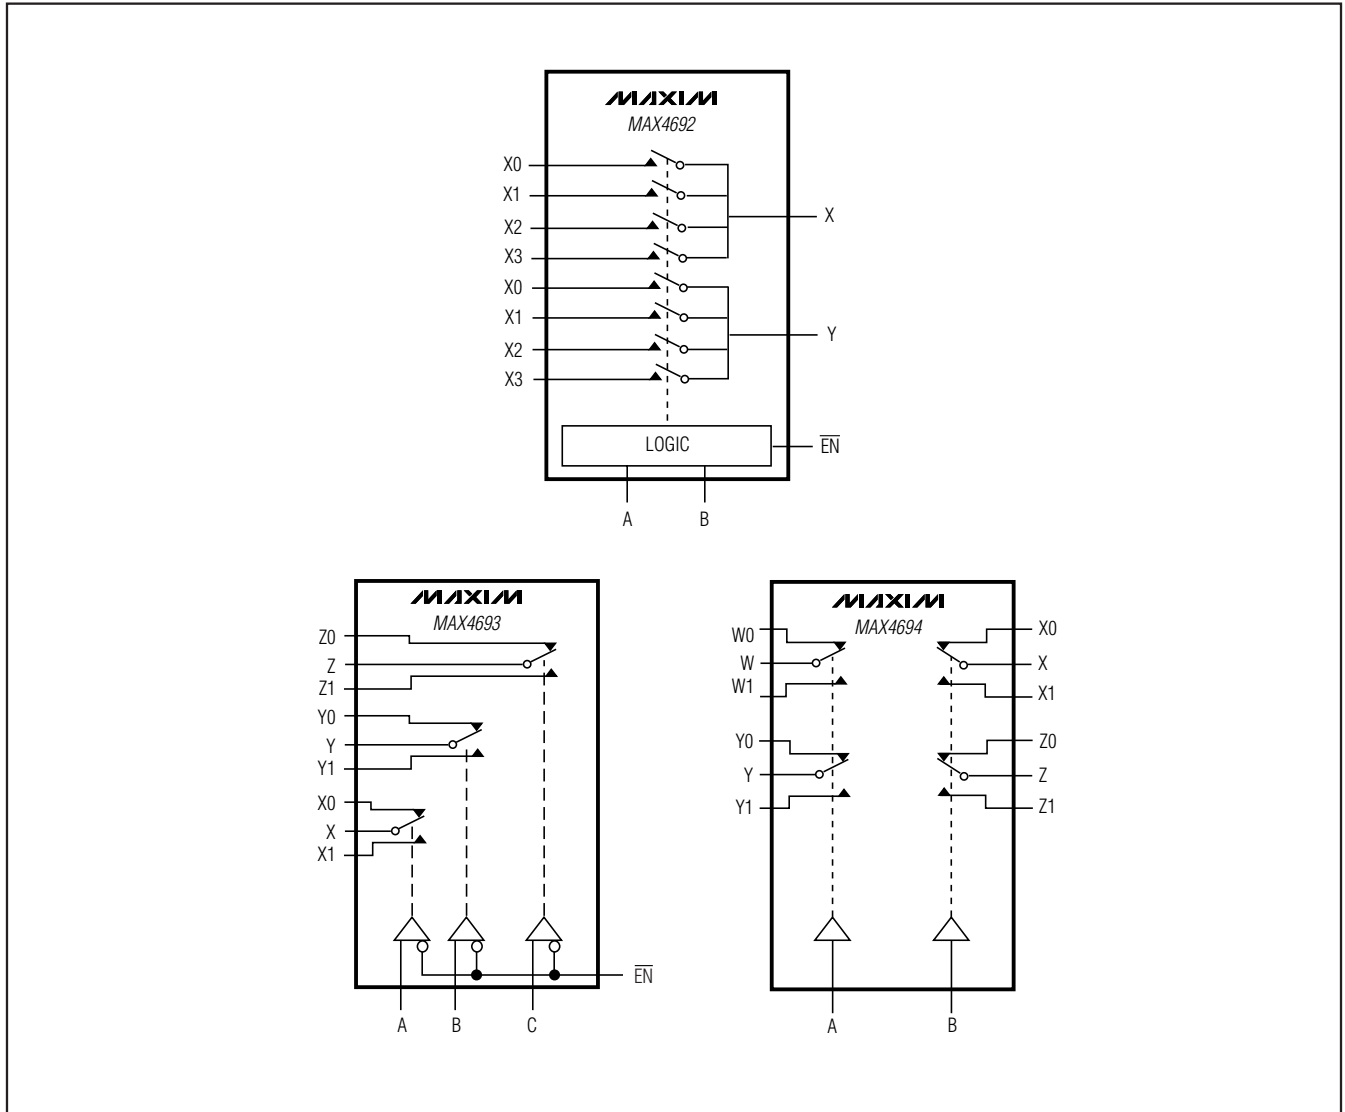 MAXIM
MAX4692
X0
X1
X
X2
X3
X0
X1
Y
X2
X3
LOGIC
EN
A B
MAXIM
MAX4693
Z0
Z
Z1
Y0
Y
Y1
X0
X
X1
EN
A B C
MAXIM
MAX4694
W0 X0
W X
W1 X1
Y0 Z0
Y Z
Y1 Z1
A B